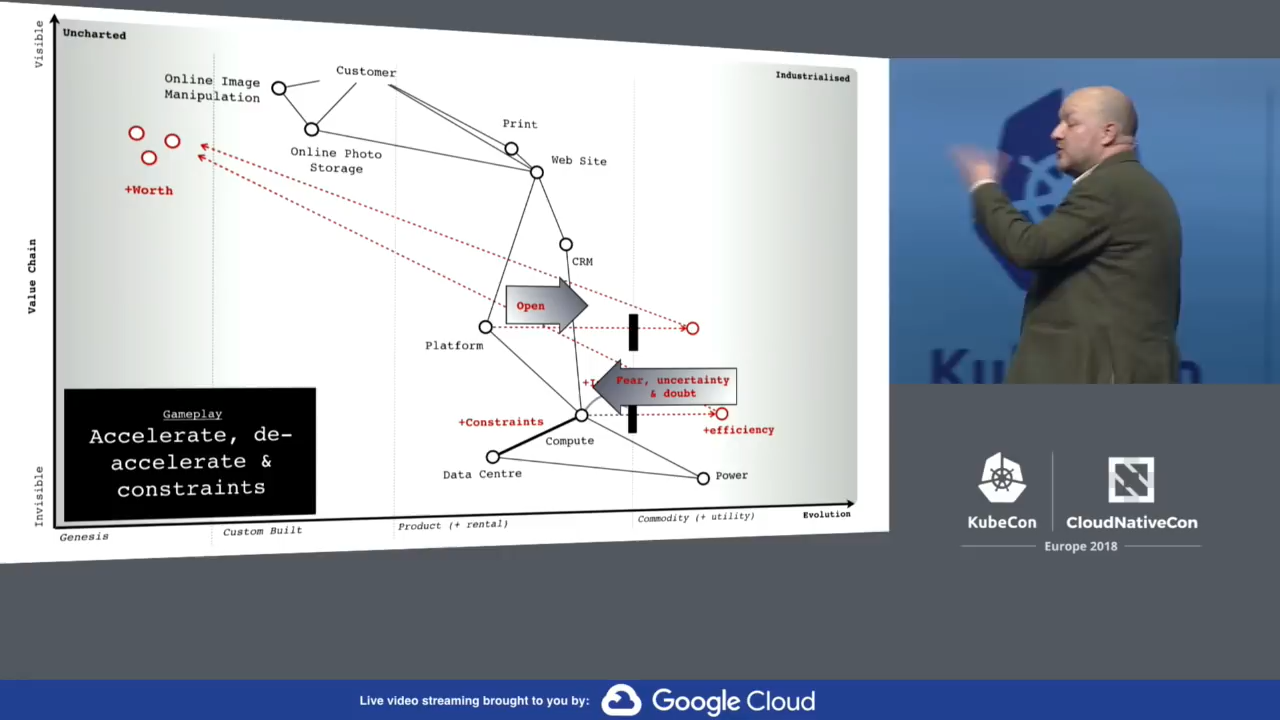 Uncharted
Industrialised
Visible
Value Chain
Invisible
Customer
Online Image
Manipulation
Online Photo
Storage
Print
Web Site
+Worth
CRM
Open
Platform
Fear, uncertainty
& doubt
+Constraints
+efficiency
Compute
Data Centre
Power
Gameplay
Accelerate, de-
accelerate &
constraints
Genesis
Custom Built
Product (+ rental)
Commodity (+ utility)
Evolution
KubeCon
CloudNativeCon
Europe 2018
Live video streaming brought to you by:
Google Cloud